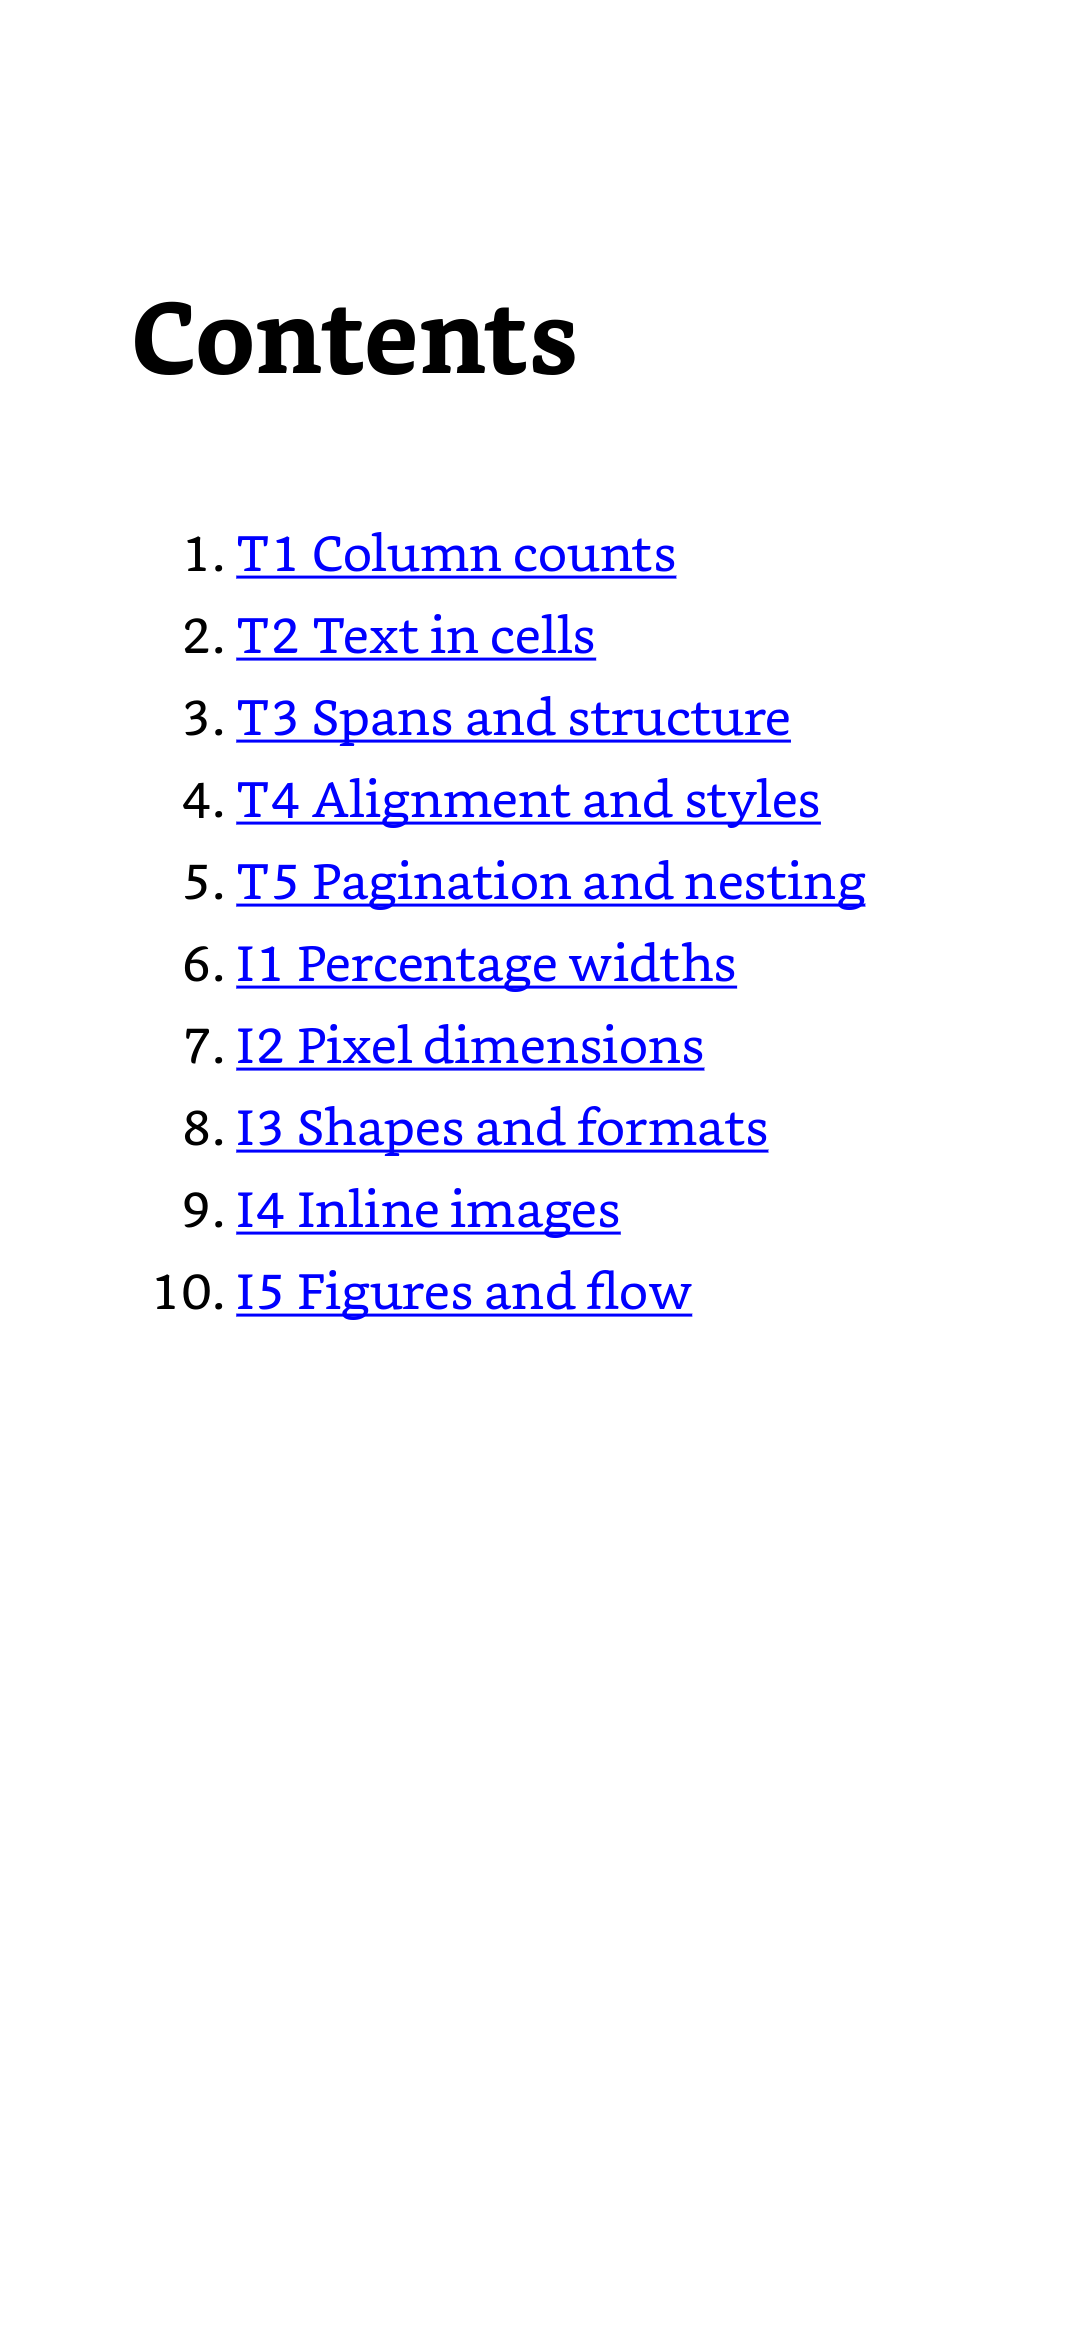 Contents
1. T1 Column counts
2. T2 Text in cells
3. T3 Spans and structure
4. T4 Alignment and styles
5. T5 Pagination and nesting
6. I1 Percentage widths
7. I2 Pixel dimensions
8. I3 Shapes and formats
9. I4 Inline images
10. I5 Figures and flow